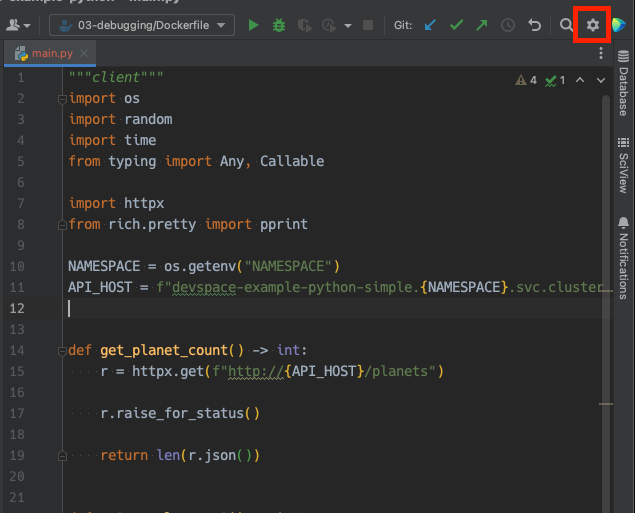 03-debugging/Dockerfile
Git:
main.py
4 1
1 """client"""
2 import os
3 import random
4 import time
5 from typing import Any, Callable
6
7 import httpx
8 from rich.pretty import pprint
9
10 NAMESPACE = os.getenv("NAMESPACE")
11 API_HOST = f"devspace-example-python-simple.{NAMESPACE}.svc.cluster
12
13
14 def get_planet_count() -> int:
15 r = httpx.get(f"http://{API_HOST}/planets")
16
17 r.raise_for_status()
18
19 return len(r.json())
20
21
Database
SciView
Notifications